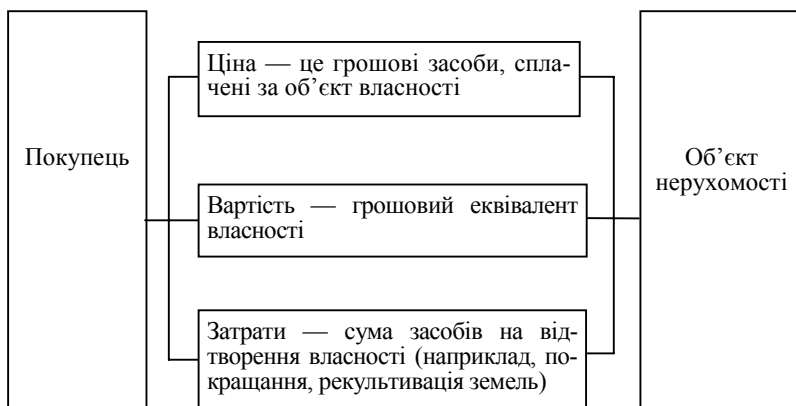 Ціна — це грошові засоби, спла-
чені за об’єкт власності
Покупець
Об’єкт
нерухомості
Вартість — грошовий еквівалент
власності
Затрати — сума засобів на від-
творення власності (наприклад, по-
кращання, рекультивація земель)